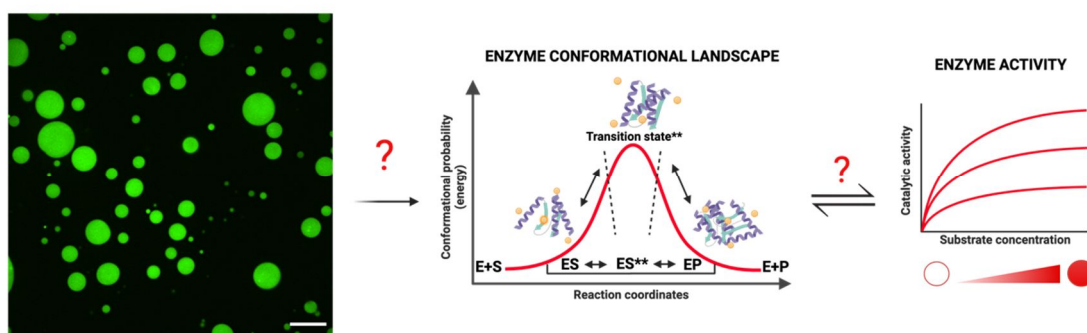 ?
ENZYME CONFORMATIONAL LANDSCAPE
Conformational probability
(energy)
Transition state**
E+S
ES
ES**
EP
E+P
Reaction coordinates
?
ENZYME ACTIVITY
Catalytic activity
Substrate concentration